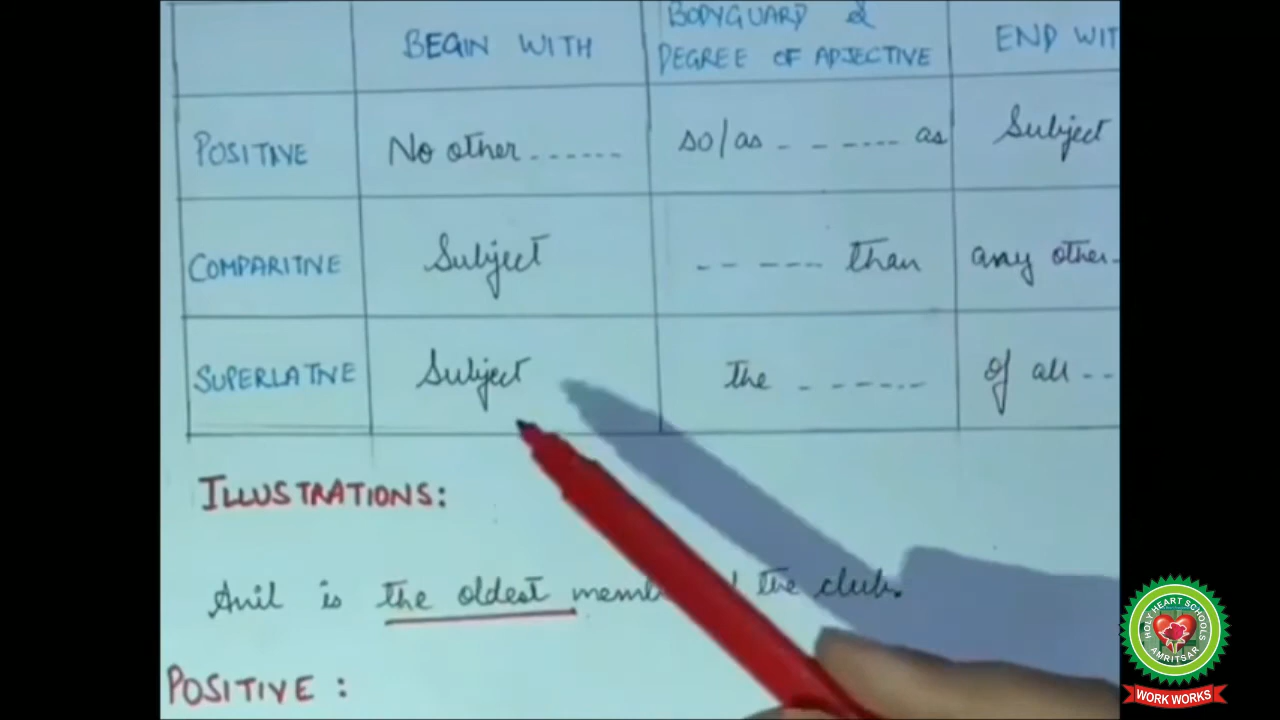 BEGIN WITH
BODYGUARD &
DEGREE OF ADJECTIVE
END WIT
POSITIVE
No other.......
so/as - - ----- as
Subject
COMPARITIVE
Subject
-- ----- than
any other-
SUPERLATIVE
Subject
the - - - - - -
of all --
ILLUSTRATIONS:
Anil is the oldest memb the club.
POSITIVE :
HOLY HEART SCHOOLS
AMRITSAR
WORK WORKS